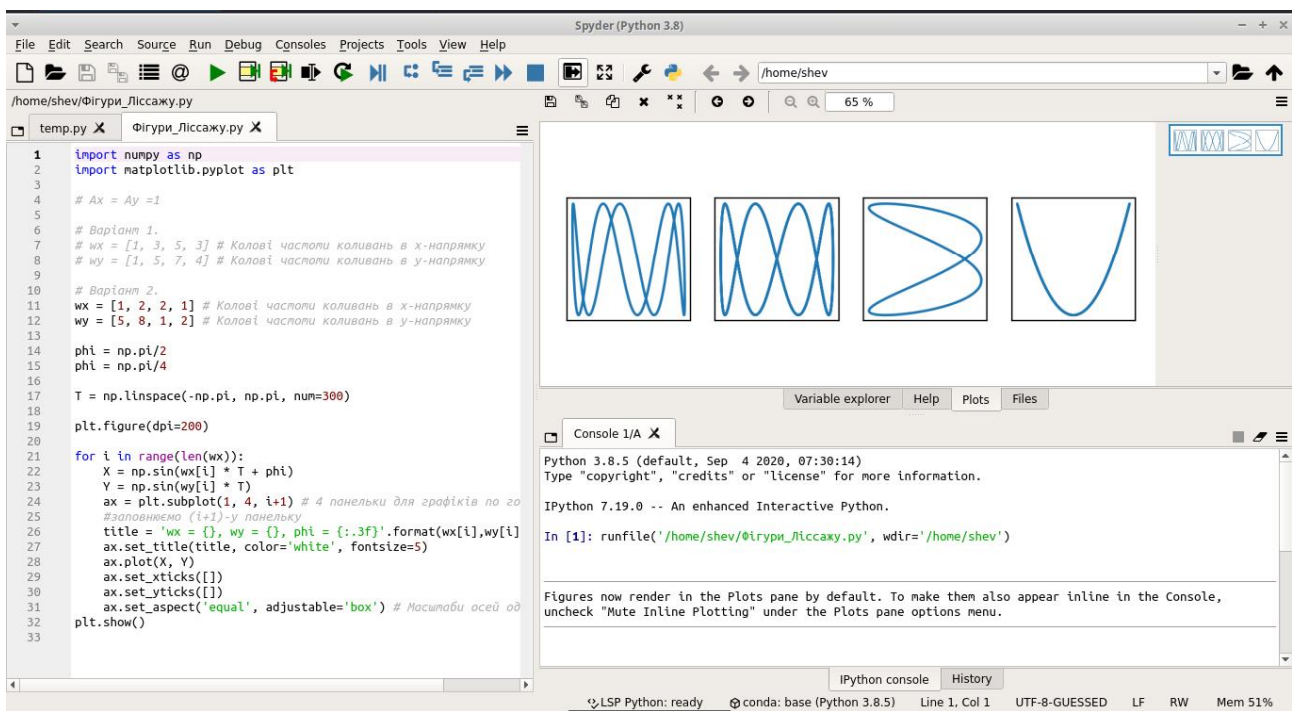 Spyder (Python 3.8)
File Edit Search Source Run Debug Consoles Projects Tools View Help
/home/shev
/home/shev/Фігури_Ліссажу.py
65 %
temp.py Фігури_Ліссажу.py
1 import numpy as np
2 import matplotlib.pyplot as plt
3
4 # Ax = Ay =1
5
6 # Варіант 1.
7 # wx = [1, 3, 5, 3] # Колові частоти коливань в x-напрямку
8 # wy = [1, 5, 7, 4] # Колові частоти коливань в y-напрямку
9
10 # Варіант 2.
11 wx = [1, 2, 2, 1] # Колові частоти коливань в x-напрямку
12 wy = [5, 8, 1, 2] # Колові частоти коливань в y-напрямку
13
14 phi = np.pi/2
15 phi = np.pi/4
16
17 T = np.linspace(-np.pi, np.pi, num=300)
18
19 plt.figure(dpi=200)
20
21 for i in range(len(wx)):
22 X = np.sin(wx[i] * T + phi)
23 Y = np.sin(wy[i] * T)
24 ax = plt.subplot(1, 4, i+1) # 4 панельки для графіків по го
25 #заповнюємо (i+1)-у панельку
26 title = 'wx = {}, wy = {}, phi = {:.3f}'.format(wx[i],wy[i]
27 ax.set_title(title, color='white', fontsize=5)
28 ax.plot(X, Y)
29 ax.set_xticks([])
30 ax.set_yticks([])
31 ax.set_aspect('equal', adjustable='box') # Масштаби осей од
32 plt.show()
33
Variable explorer Help Plots Files
Console 1/A
Python 3.8.5 (default, Sep 4 2020, 07:30:14)
Type "copyright", "credits" or "license" for more information.
IPython 7.19.0 -- An enhanced Interactive Python.
In [1]: runfile('/home/shev/Фігури_Ліссажу.py', wdir='/home/shev')
Figures now render in the Plots pane by default. To make them also appear inline in the Console,
uncheck "Mute Inline Plotting" under the Plots pane options menu.
IPython console History
LSP Python: ready conda: base (Python 3.8.5) Line 1, Col 1 UTF-8-GUESSED LF RW Mem 51%